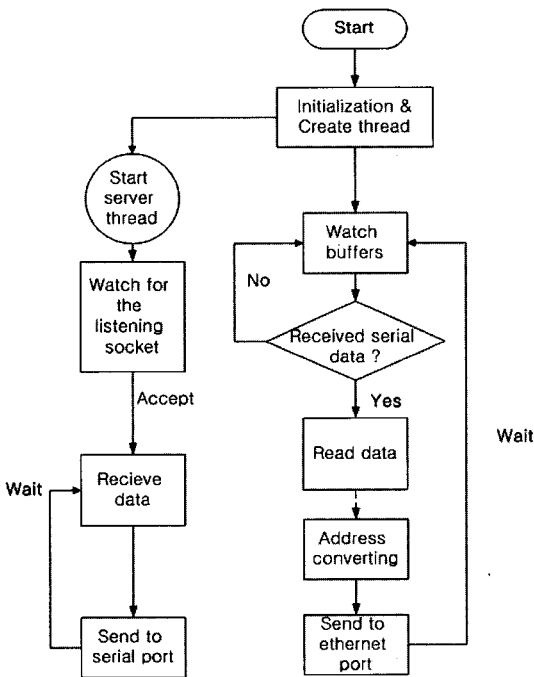 Start
Initialization &
Create thread
Start
server
thread
Watch
buffers
No
Watch for
the
listening
socket
Received serial
data ?
Accept
Yes
Wait
Read data
Wait
Recieve
data
Address
converting
Send to
serial port
Send to
ethernet
port